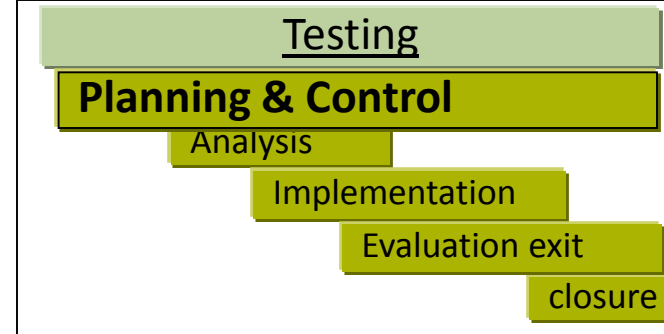 Testing
Planning & Control
Analysis
Implementation
Evaluation exit
closure